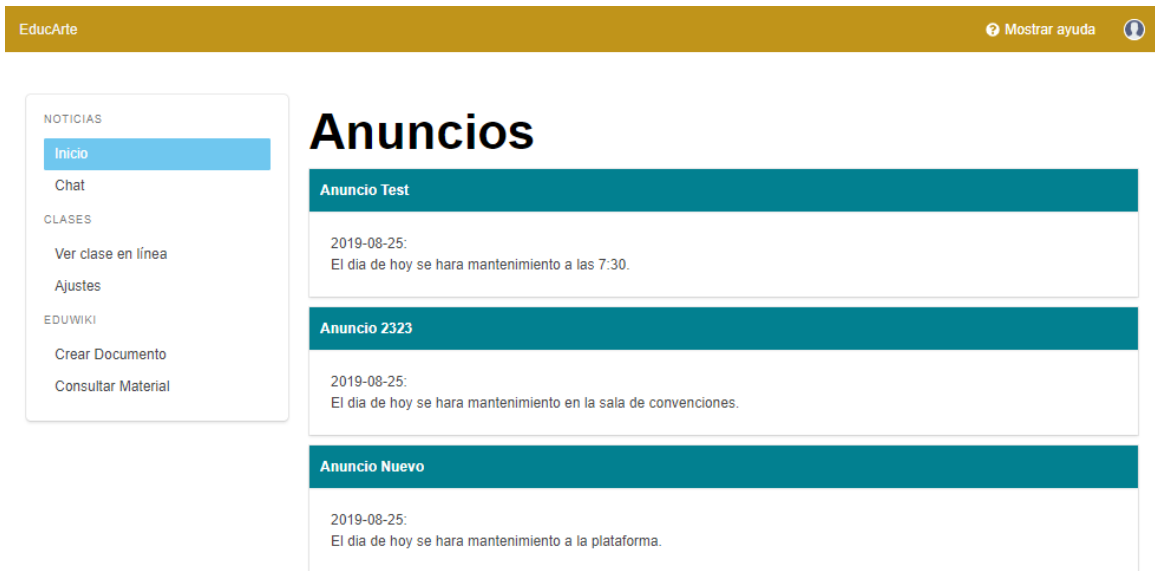 EducArte
Mostrar ayuda
NOTICIAS
Inicio
Chat
CLASES
Ver clase en línea
Ajustes
EDUWIKI
Crear Documento
Consultar Material
Anuncios
Anuncio Test
2019-08-25:
El dia de hoy se hara mantenimiento a las 7:30.
Anuncio 2323
2019-08-25:
El dia de hoy se hara mantenimiento en la sala de convenciones.
Anuncio Nuevo
2019-08-25:
El dia de hoy se hara mantenimiento a la plataforma.